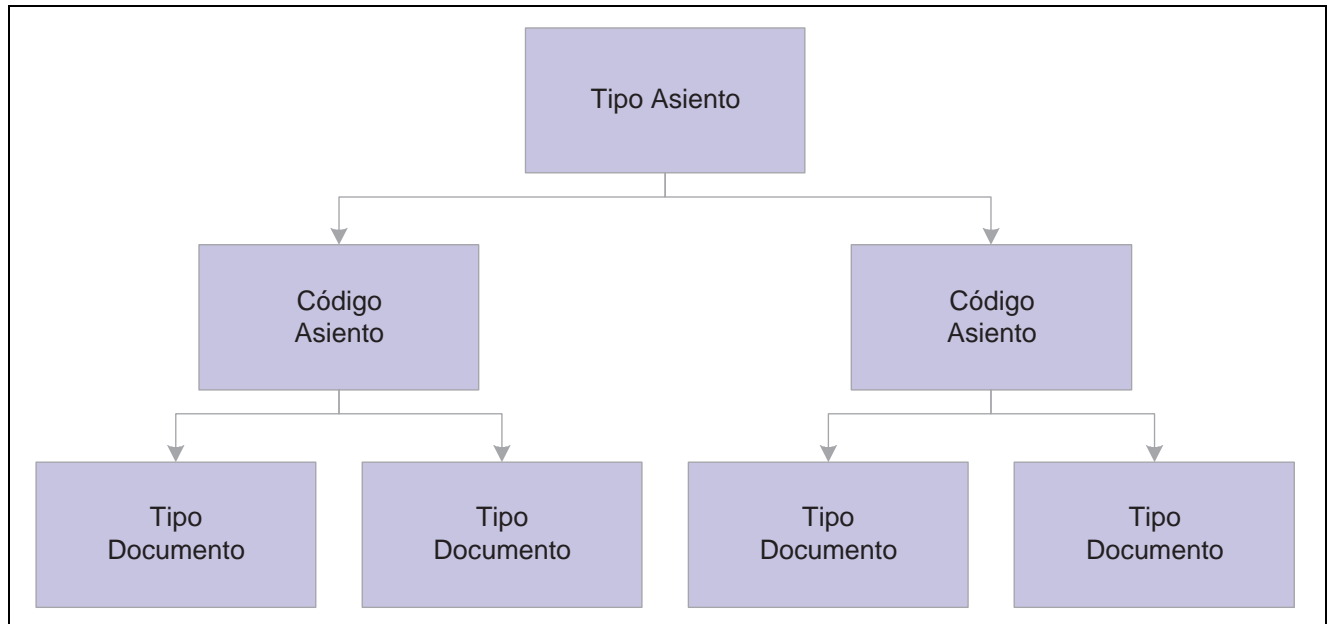 Tipo Asiento
Código
Asiento
Código
Asiento
Tipo
Documento
Tipo
Documento
Tipo
Documento
Tipo
Documento